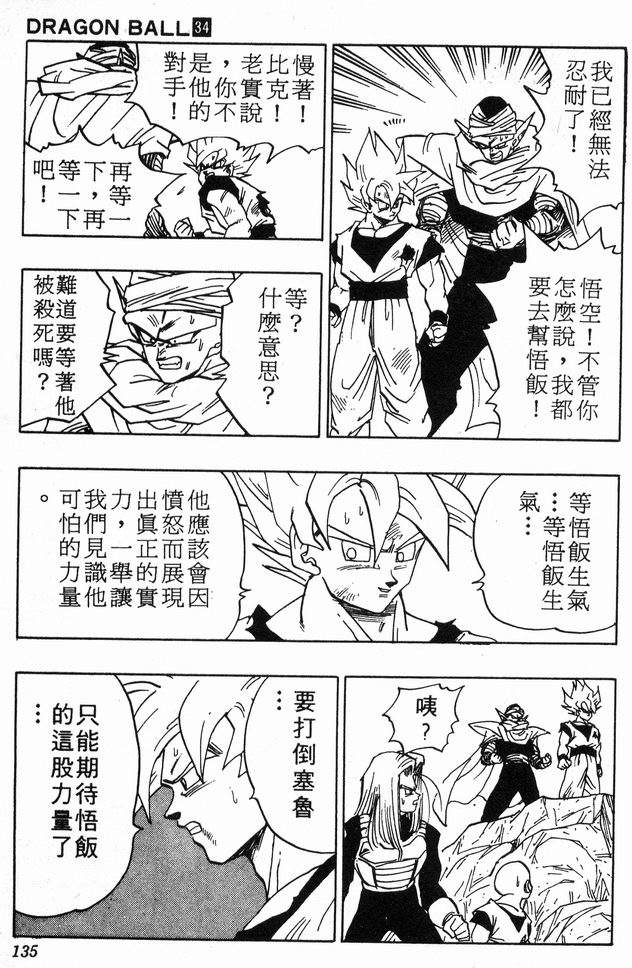 DRAGON BALL 34
我已經無法
忍耐了！
悟空！不管你
怎麼說，我都
要去幫悟飯！
慢著！
比克！
老實說
，你不
是他的
對手！
再等一
下，再
等一下
吧！
等？
什麼意思？
難道要等著他
被殺死嗎？
等悟飯生氣
…等悟飯生
氣…
他應該會因
憤怒而展現
出真正的實
力，一舉讓
我們見識他
可怕的力量
。
咦？
要打倒塞魯
…
只能期待悟飯
的這股力量了
…
135